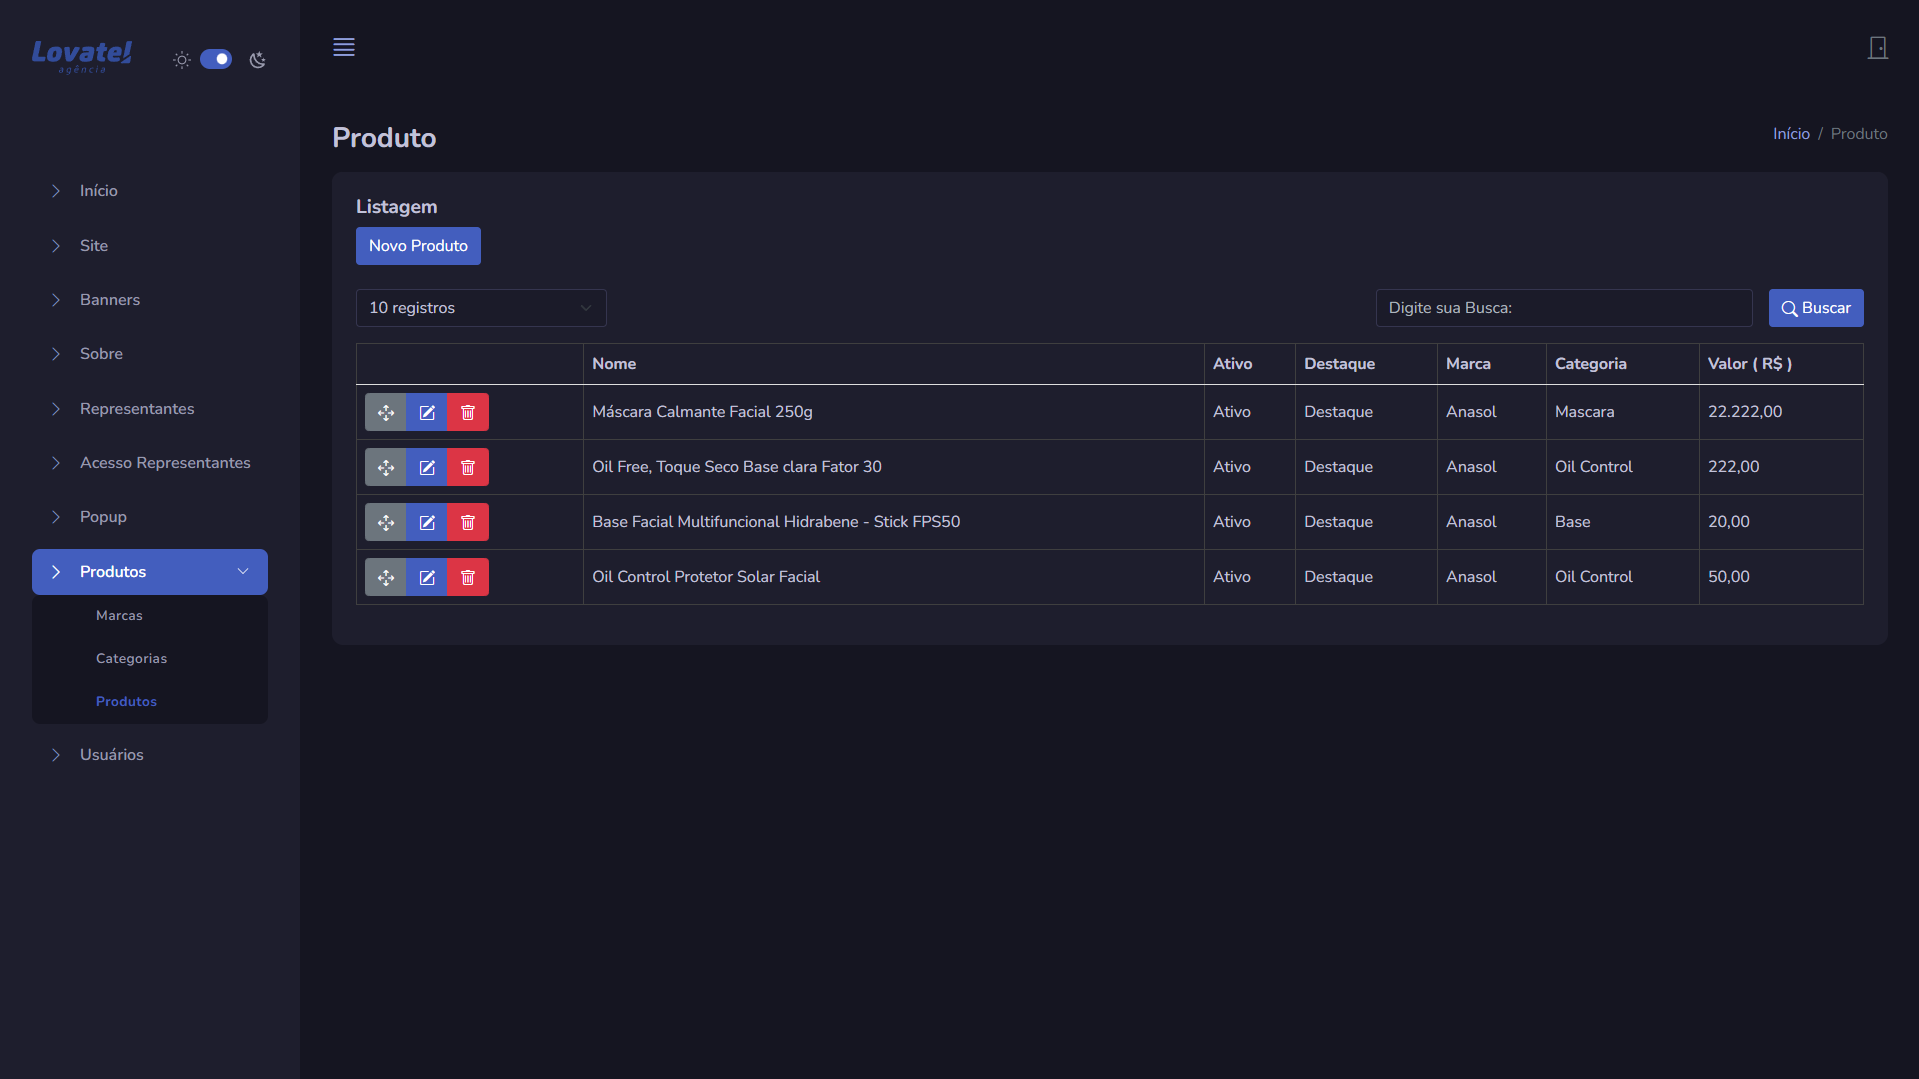 Lovate!
agência
Início
Site
Banners
Sobre
Representantes
Acesso Representantes
Popup
Produtos
Marcas
Categorias
Produtos
Usuários
Produto
Início / Produto
Listagem
Novo Produto
10 registros
Digite sua Busca:
Buscar
Nome Ativo Destaque Marca Categoria Valor ( R$ )
Máscara Calmante Facial 250g Ativo Destaque Anasol Mascara 22.222,00
Oil Free, Toque Seco Base clara Fator 30 Ativo Destaque Anasol Oil Control 222,00
Base Facial Multifuncional Hidrabene - Stick FPS50 Ativo Destaque Anasol Base 20,00
Oil Control Protetor Solar Facial Ativo Destaque Anasol Oil Control 50,00